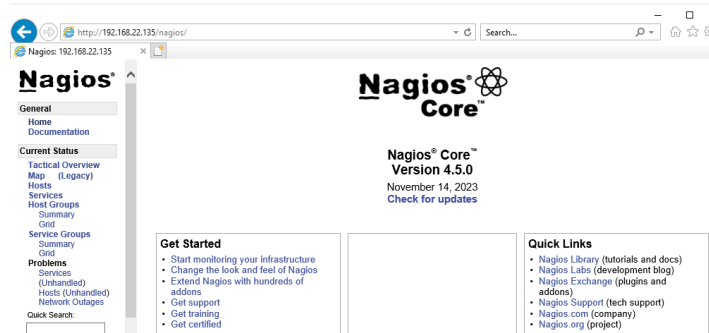 http://192.168.22.135/nagios/
Search...
Nagios: 192.168.22.135
Nagios®
General
Home
Documentation
Current Status
Tactical Overview
Map (Legacy)
Hosts
Services
Host Groups
Summary
Grid
Service Groups
Summary
Grid
Problems
Services
(Unhandled)
Hosts (Unhandled)
Network Outages
Quick Search:
Nagios®
Core™
Nagios® Core™
Version 4.5.0
November 14, 2023
Check for updates
Get Started
• Start monitoring your infrastructure
• Change the look and feel of Nagios
• Extend Nagios with hundreds of
addons
• Get support
• Get training
• Get certified
Quick Links
• Nagios Library (tutorials and docs)
• Nagios Labs (development blog)
• Nagios Exchange (plugins and
addons)
• Nagios Support (tech support)
• Nagios.com (company)
• Nagios.org (project)